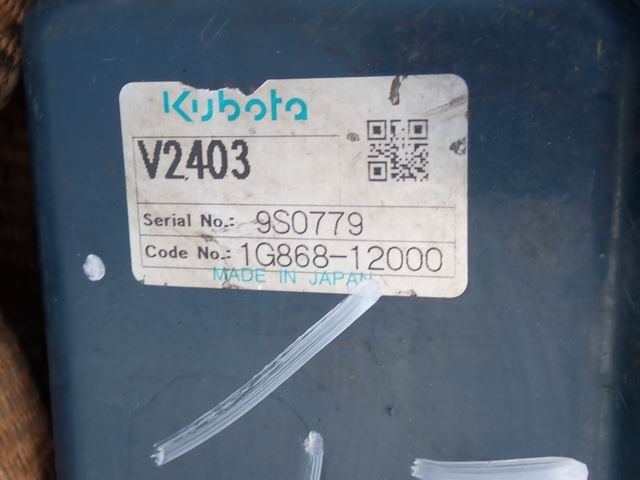 Kubota
V2403
Serial No.: 9S0779
Code No.: 1G868-12000
MADE IN JAPAN